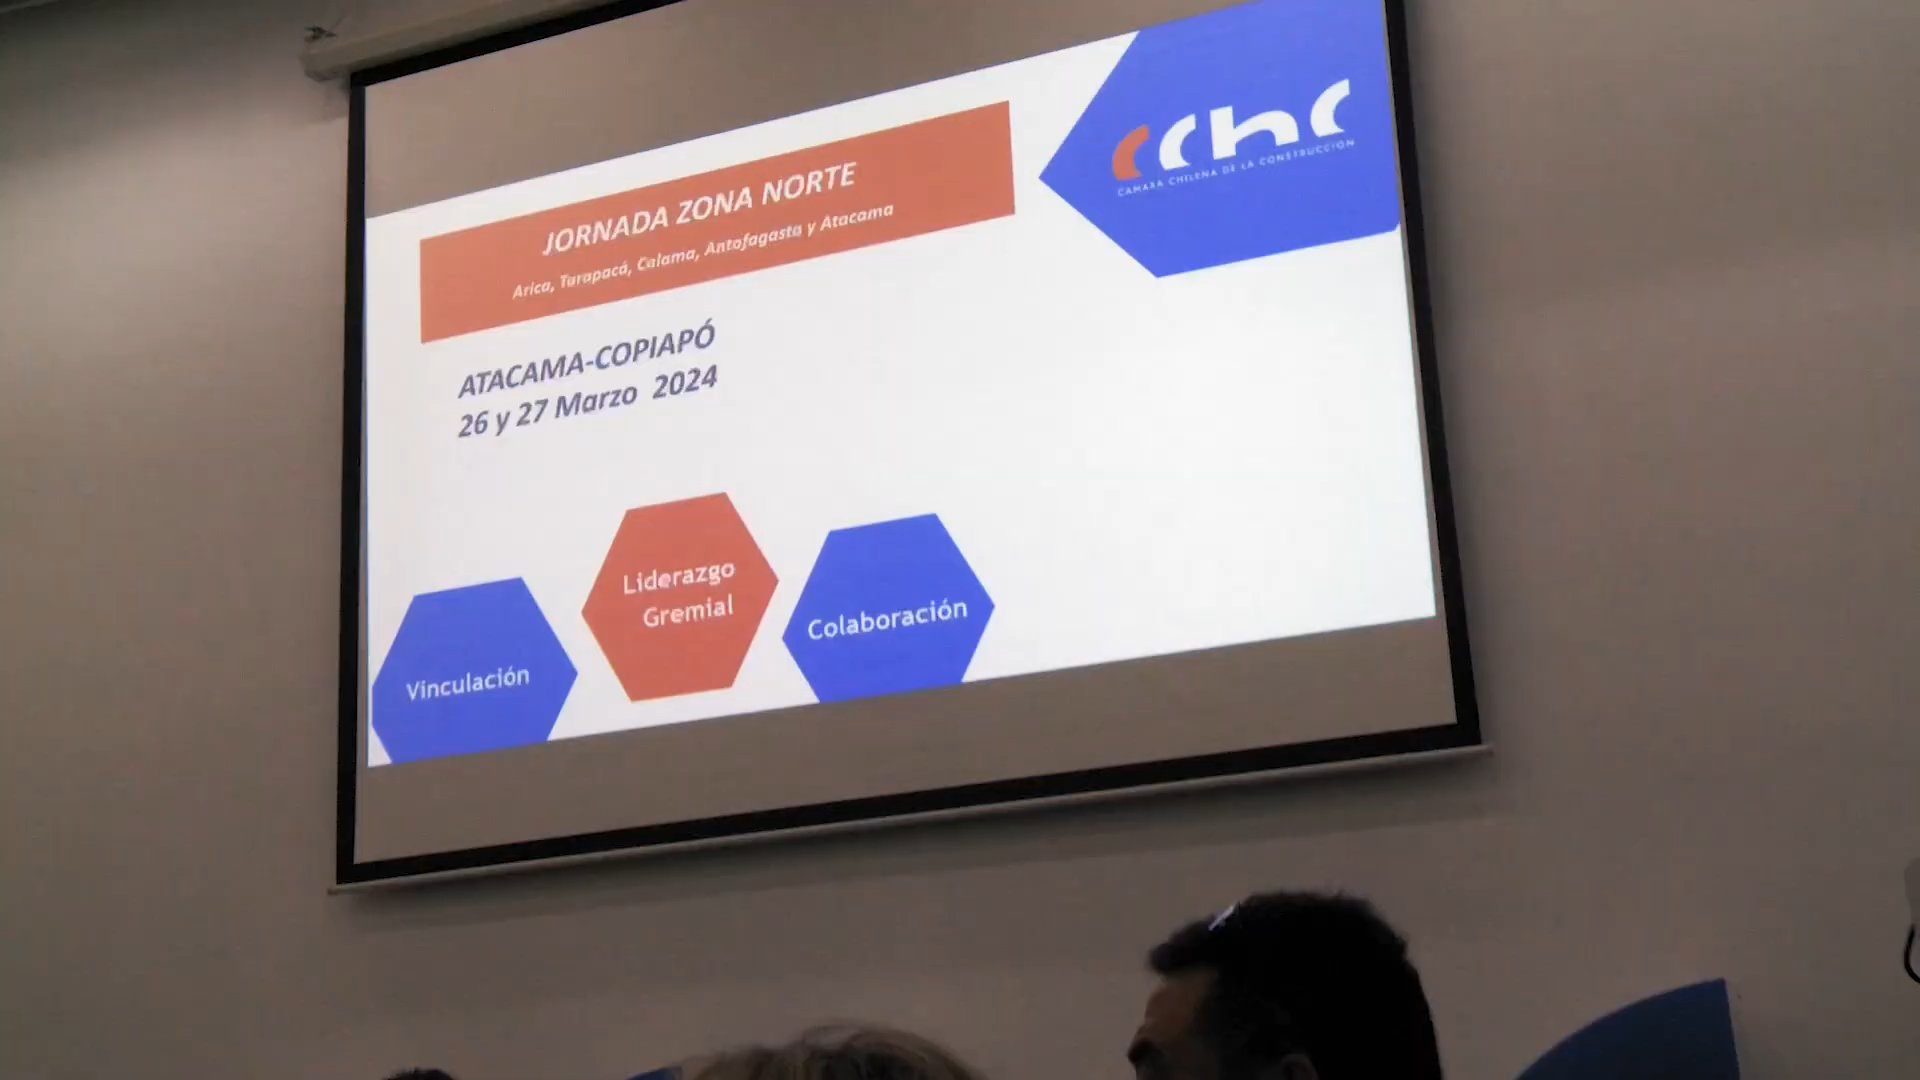 JORNADA ZONA NORTE
Arica, Tarapacá, Calama, Antofagasta y Atacama
cchc
CAMARA CHILENA DE LA CONSTRUCCIÓN
ATACAMA-COPIAPÓ
26 y 27 Marzo 2024
Vinculación
Liderazgo
Gremial
Colaboración